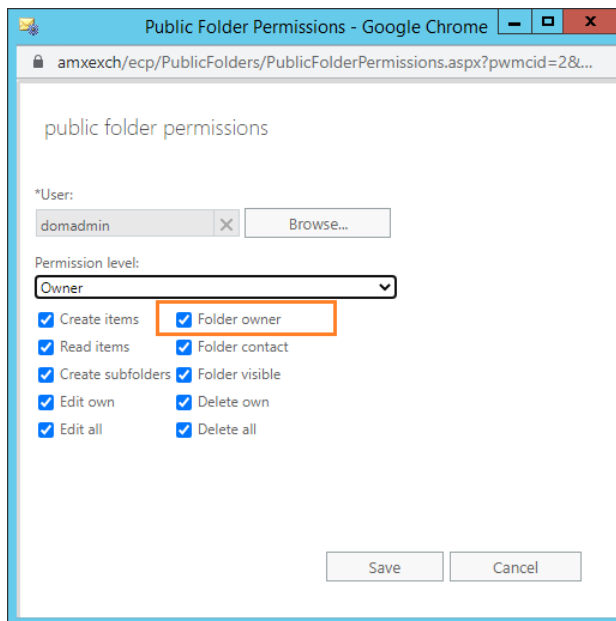 Public Folder Permissions - Google Chrome
amxexch/ecp/PublicFolders/PublicFolderPermissions.aspx?pwmcid=2&...
public folder permissions
*User:
domadmin Browse...
Permission level:
Owner
Create items Folder owner
Read items Folder contact
Create subfolders Folder visible
Edit own Delete own
Edit all Delete all
Save Cancel